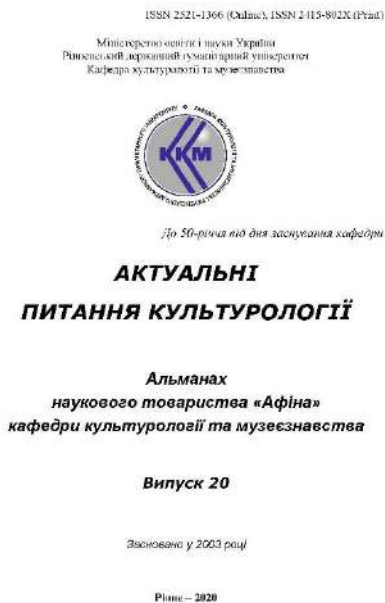 ISSN 2521-1366 (Online), ISSN 2415-802X (Print)
Міністерство освіти і науки України
Рівненський державний гуманітарний університет
Кафедра культурології та музеєзнавства
ККМ
До 50-річчя від дня заснування кафедри
АКТУАЛЬНІ
ПИТАННЯ КУЛЬТУРОЛОГІЇ
Альманах
наукового товариства «Афіна»
кафедри культурології та музеєзнавства
Випуск 20
Засновано у 2003 році
Рівне – 2020